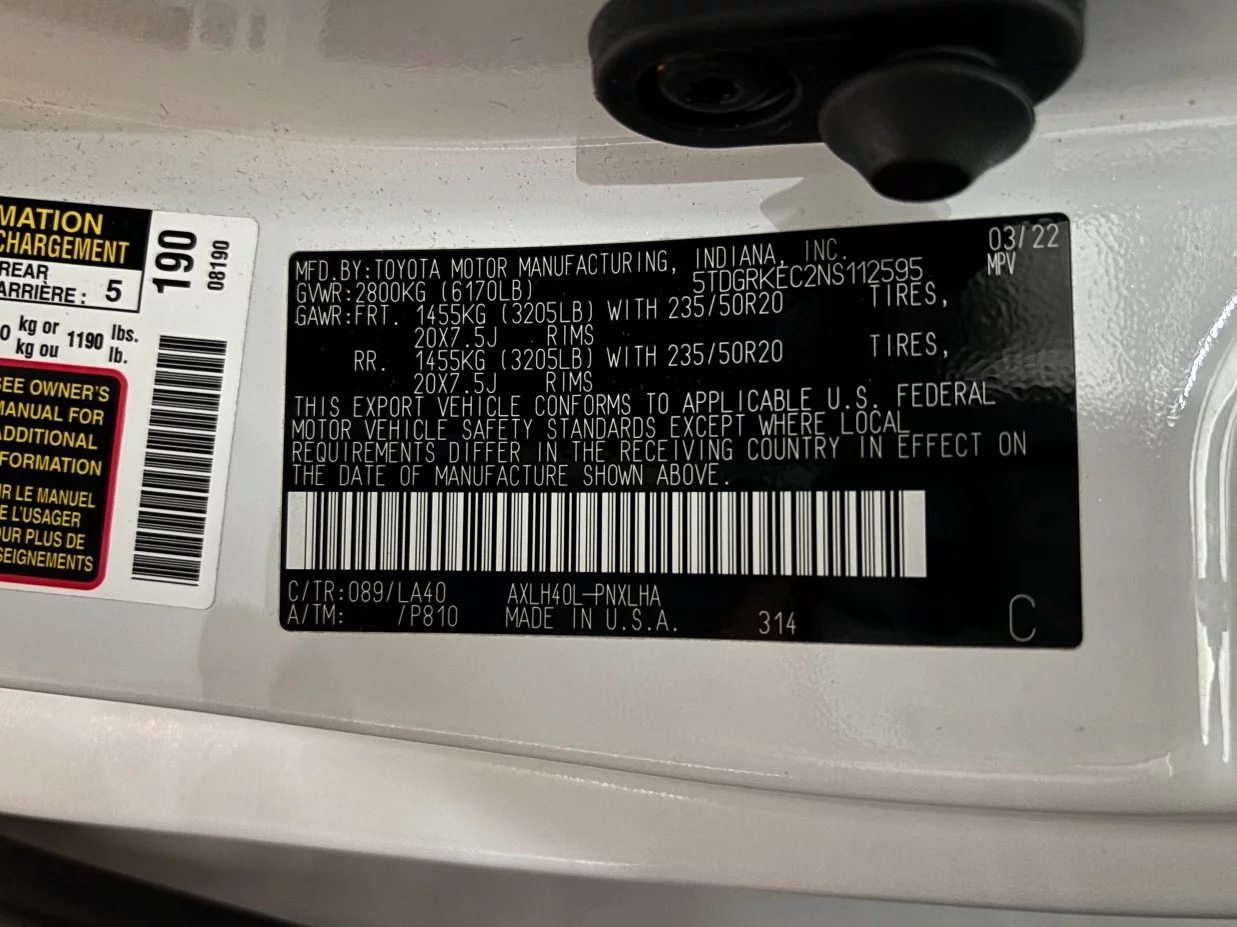 MATION
CHARGEMENT
REAR
ARRIÈRE : 5
0 kg or 1190 lbs.
kg ou lb.
SEE OWNER'S
MANUAL FOR
ADDITIONAL
FORMATION
IR LE MANUEL
E L'USAGER
OUR PLUS DE
SEIGNEMENTS
190
08190
03/22
MFD.BY:TOYOTA MOTOR MANUFACTURING, INDIANA, INC. MPV
GVWR:2800KG (6170LB) 5TDGRKEC2NS112595
GAWR:FRT. 1455KG (3205LB) WITH 235/50R20 TIRES,
20X7.5J RIMS
RR. 1455KG (3205LB) WITH 235/50R20 TIRES,
20X7.5J RIMS
THIS EXPORT VEHICLE CONFORMS TO APPLICABLE U.S. FEDERAL
MOTOR VEHICLE SAFETY STANDARDS EXCEPT WHERE LOCAL
REQUIREMENTS DIFFER IN THE RECEIVING COUNTRY IN EFFECT ON
THE DATE OF MANUFACTURE SHOWN ABOVE.
C/TR:089/LA40 AXLH40L-PNXLHA
A/TM: /P810 MADE IN U.S.A. 314 C